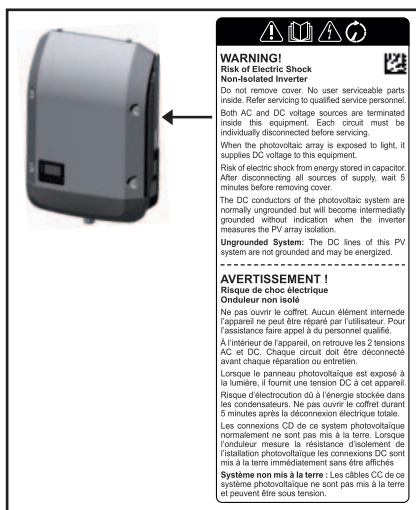 WARNING!
Risk of Electric Shock
Non-Isolated Inverter
Do not remove cover. No user serviceable parts
inside. Refer servicing to qualified service personnel.
Both AC and DC voltage sources are terminated
inside this equipment. Each circuit must be
individually disconnected before servicing.
When the photovoltaic array is exposed to light, it
supplies DC voltage to this equipment.
Risk of electric shock from energy stored in capacitor.
After disconnecting all sources of supply, wait 5
minutes before removing cover.
The DC conductors of the photovoltaic system are
normally ungrounded but will become intermediatly
grounded without indication when the inverter
measures the PV array isolation.
Ungrounded System: The DC lines of this PV
system are not grounded and may be energized.
AVERTISSEMENT !
Risque de choc électrique
Onduleur non isolé
Ne pas ouvrir le coffret. Aucun élément internede
l'appareil ne peut être réparé par l'utilisateur. Pour
l'assistance faire appel à du personnel qualifié.
À l'intérieur de l'appareil, on retrouve les 2 tensions
AC et DC. Chaque circuit doit être déconnecté
avant chaque réparation ou entretien.
Lorsque le panneau photovoltaïque est exposé à
la lumière, il fournit une tension DC à cet appareil.
Risque d'électrocution dû à l'énergie stockée dans
les condensateurs. Ne pas ouvrir le coffret durant
5 minutes après la déconnexion électrique totale.
Les connexions CD de ce système photovoltaïque
normalement ne sont pas mis à la terre. Lorsque
l'onduleur mesure la résistance d'isolement de
l'istallation photovoltaïque les connexions DC sont
mis à la terre immédiatement sans être affichés
Système non mis à la terre : Les câbles CC de ce
système photovoltaïque ne sont pas mis à la terre
et peuvent être sous tension.